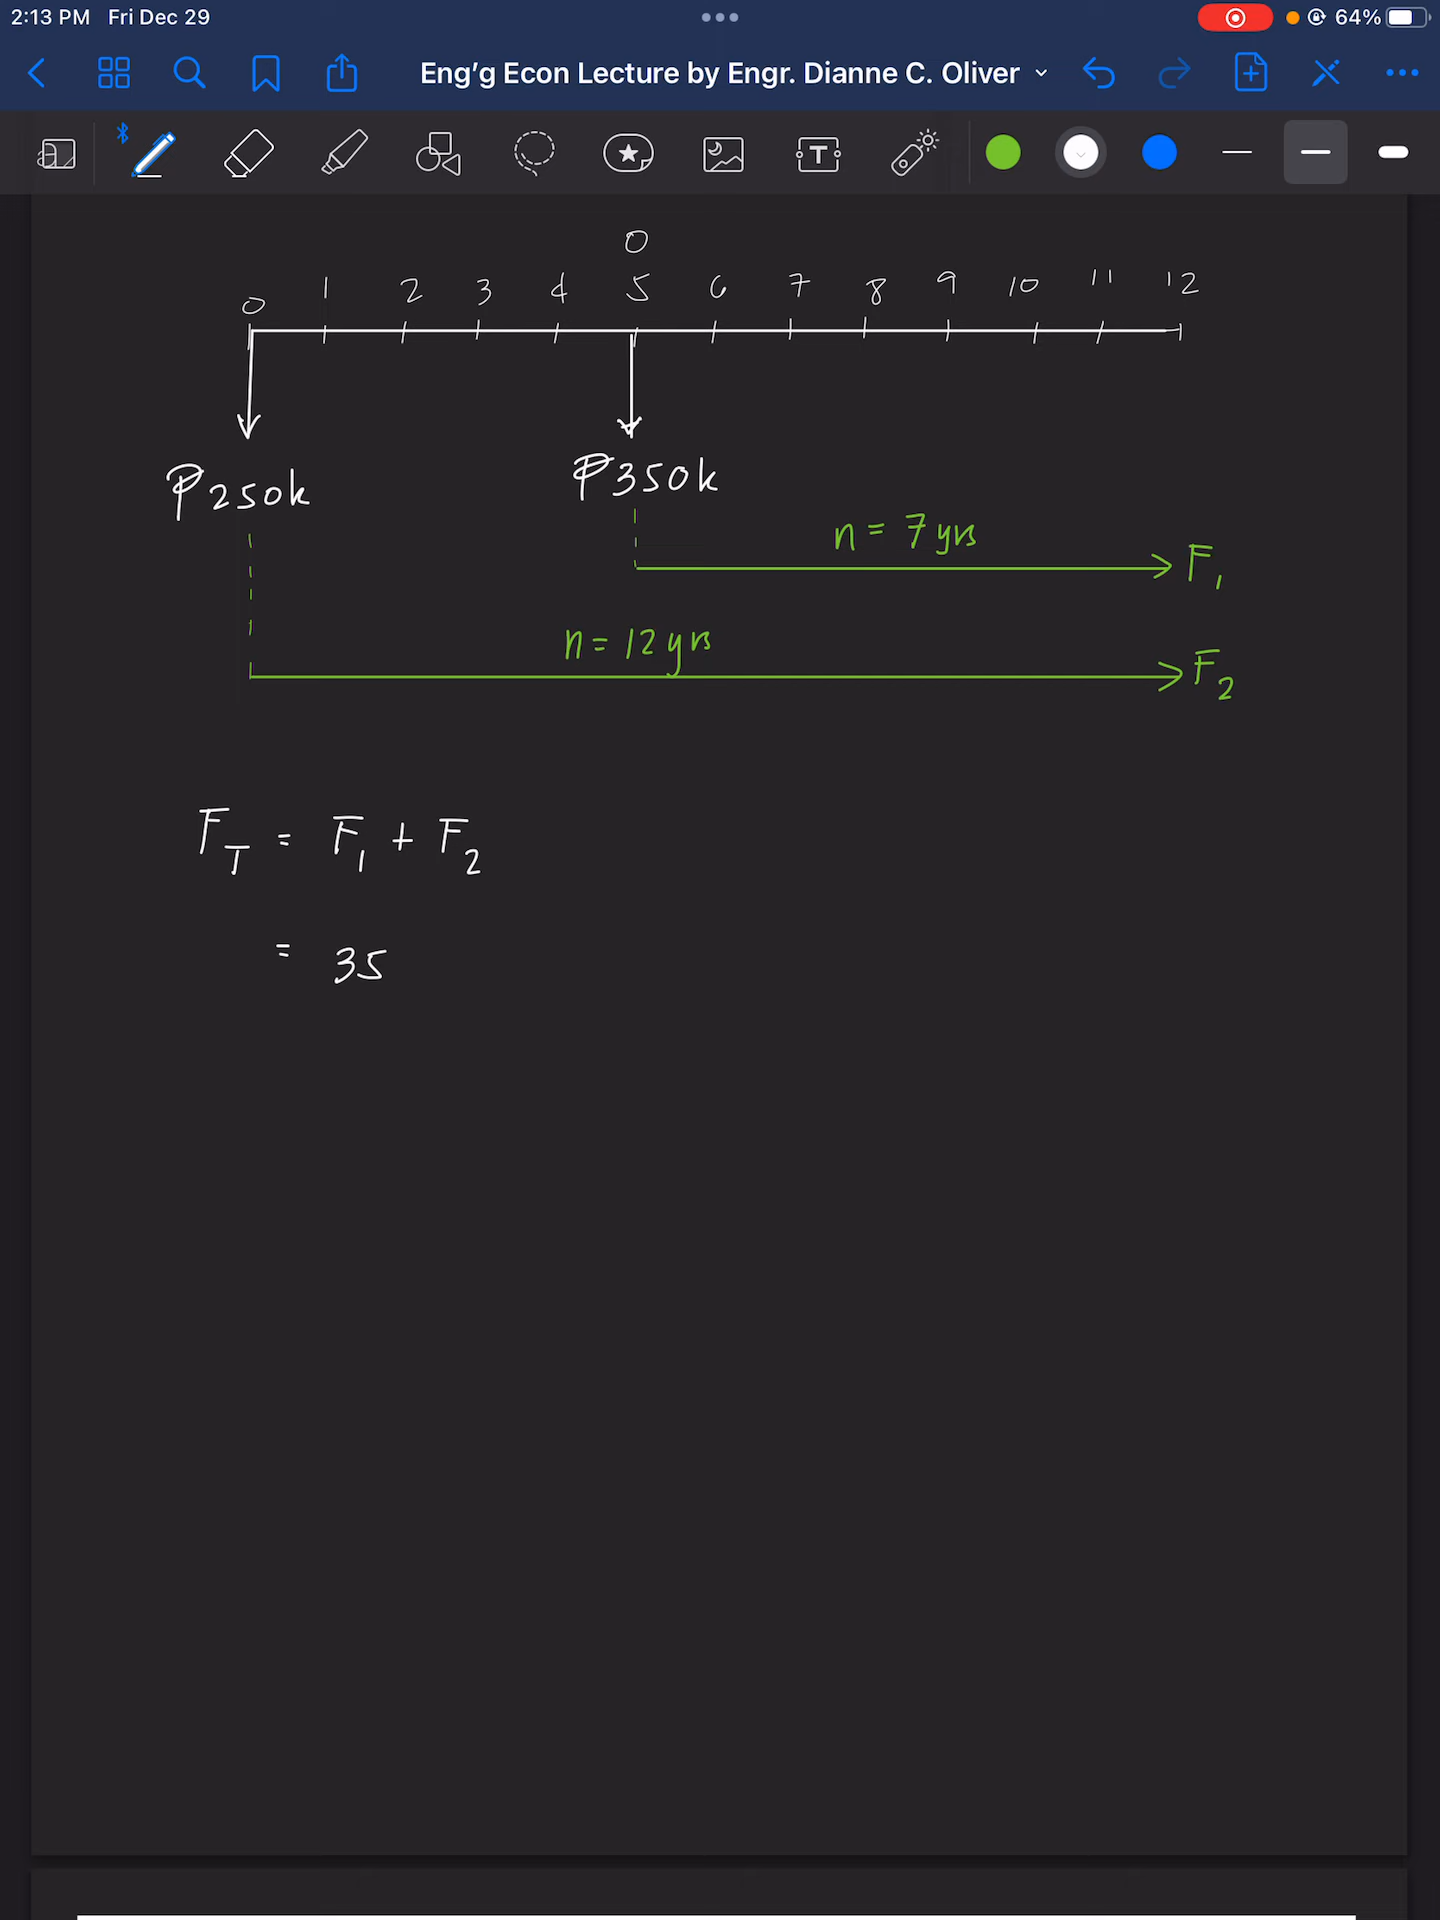 2:13 PM Fri Dec 29
64%
Eng'g Econ Lecture by Engr. Dianne C. Oliver
0
0 1 2 3 4 5 6 7 8 9 10 11 12
₱250k ₱350k
n = 7 yrs
F₁
n = 12 yrs
F₂
F_T = F₁ + F₂
= 35